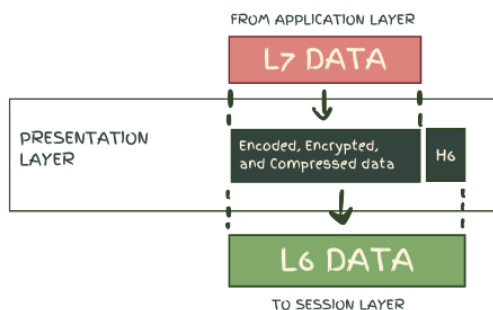 FROM APPLICATION LAYER
L7 DATA
PRESENTATION
LAYER
Encoded, Encrypted,
and Compressed data
H6
L6 DATA
TO SESSION LAYER